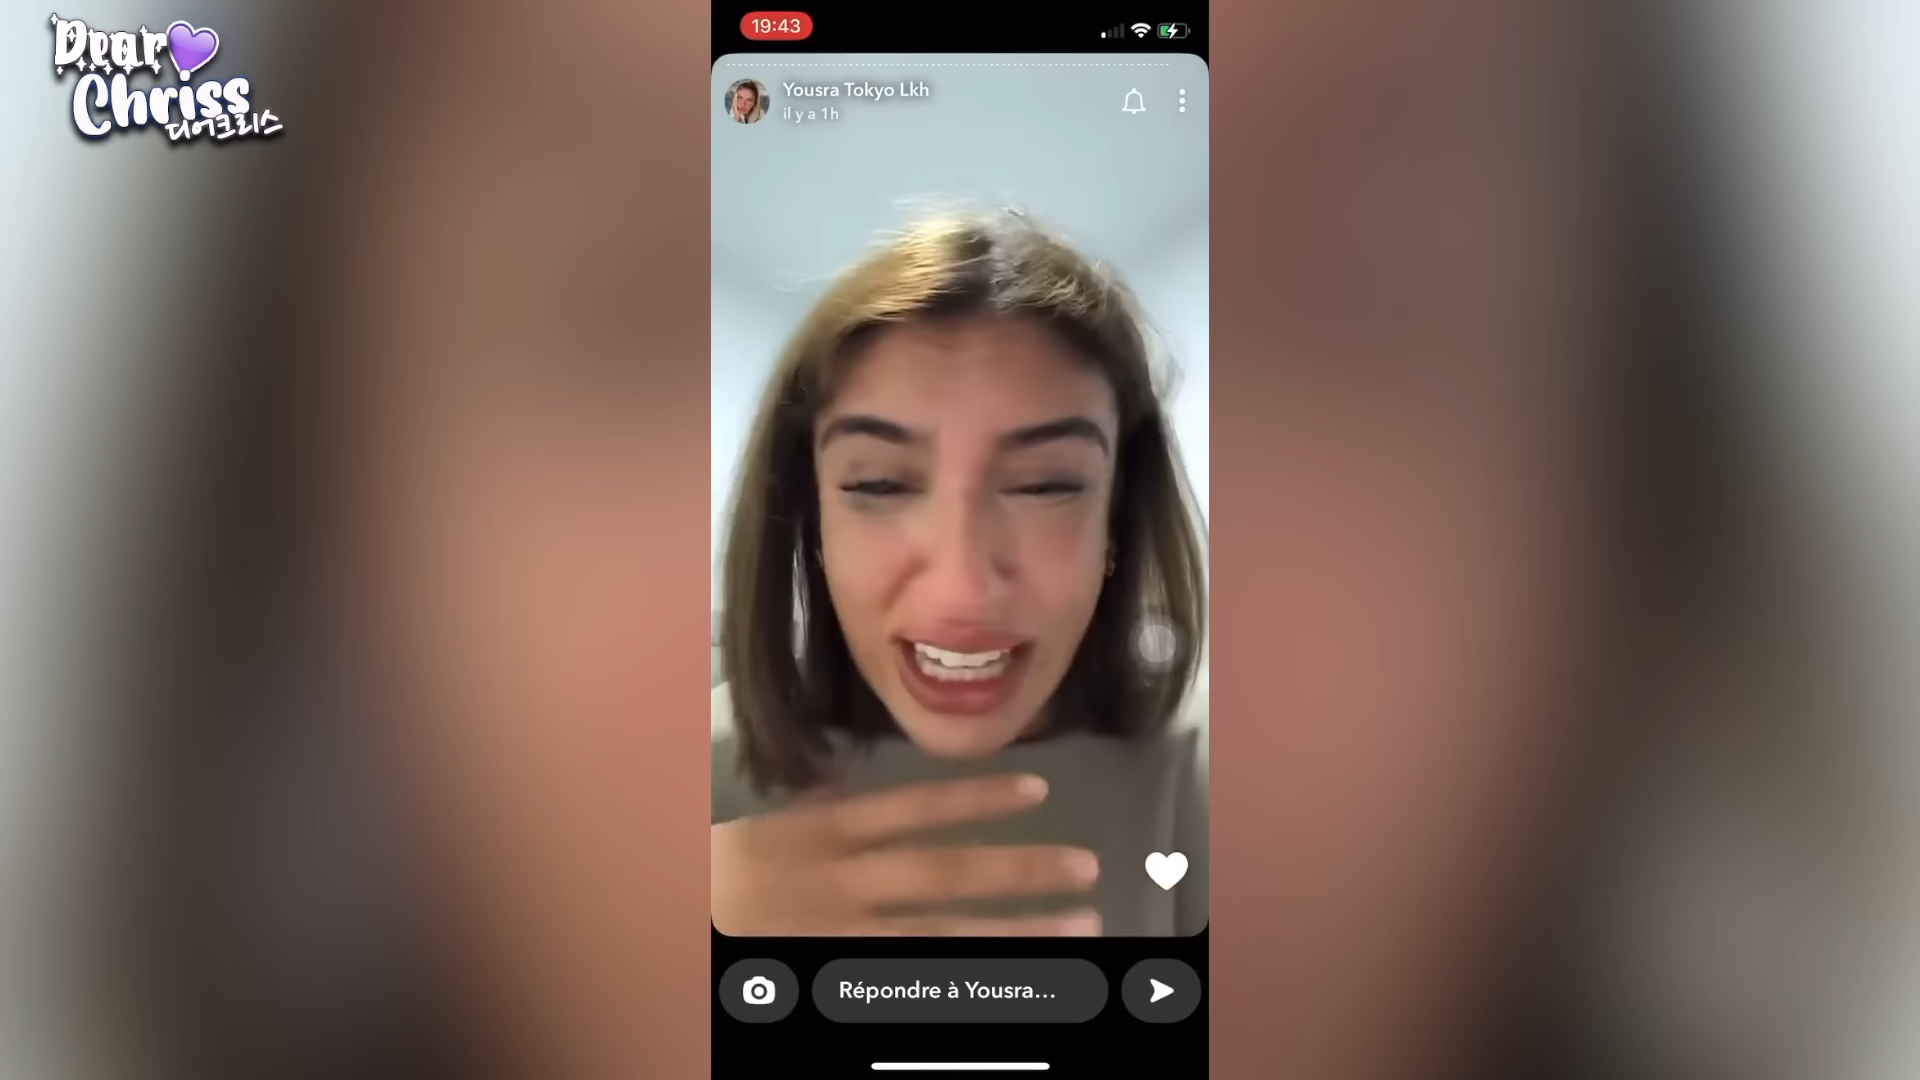 Dear
Chriss
디어크리스
19:43
Yousra Tokyo Lkh
il y a 1h
Répondre à Yousra...